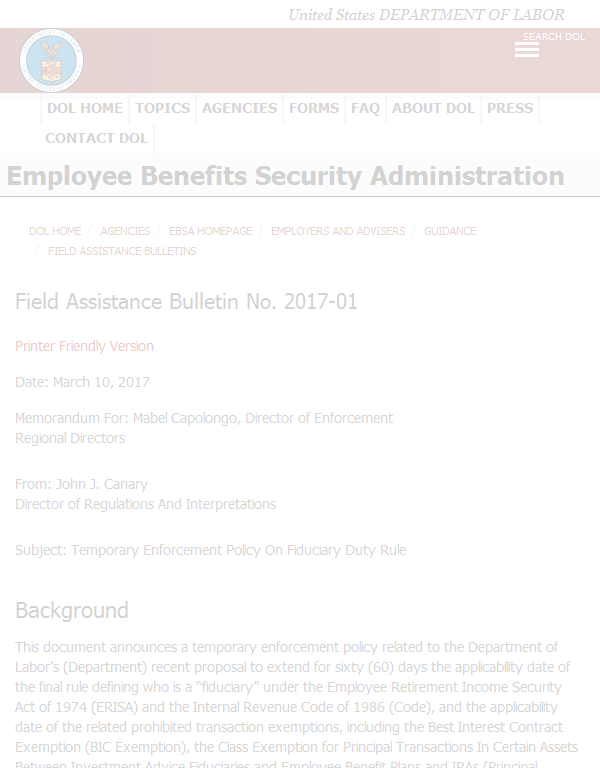 United States DEPARTMENT OF LABOR
SEARCH DOL
DOL HOME TOPICS AGENCIES FORMS FAQ ABOUT DOL PRESS
CONTACT DOL
Employee Benefits Security Administration
DOL HOME / AGENCIES / EBSA HOMEPAGE / EMPLOYERS AND ADVISERS / GUIDANCE
/ FIELD ASSISTANCE BULLETINS
Field Assistance Bulletin No. 2017-01
Printer Friendly Version
Date: March 10, 2017
Memorandum For: Mabel Capolongo, Director of Enforcement
Regional Directors
From: John J. Canary
Director of Regulations And Interpretations
Subject: Temporary Enforcement Policy On Fiduciary Duty Rule
Background
This document announces a temporary enforcement policy related to the Department of
Labor’s (Department) recent proposal to extend for sixty (60) days the applicability date of
the final rule defining who is a “fiduciary” under the Employee Retirement Income Security
Act of 1974 (ERISA) and the Internal Revenue Code of 1986 (Code), and the applicability
date of the related prohibited transaction exemptions, including the Best Interest Contract
Exemption (BIC Exemption), the Class Exemption for Principal Transactions In Certain Assets
Between Investment Advice Fiduciaries and Employee Benefit Plans and IRAs (Principal